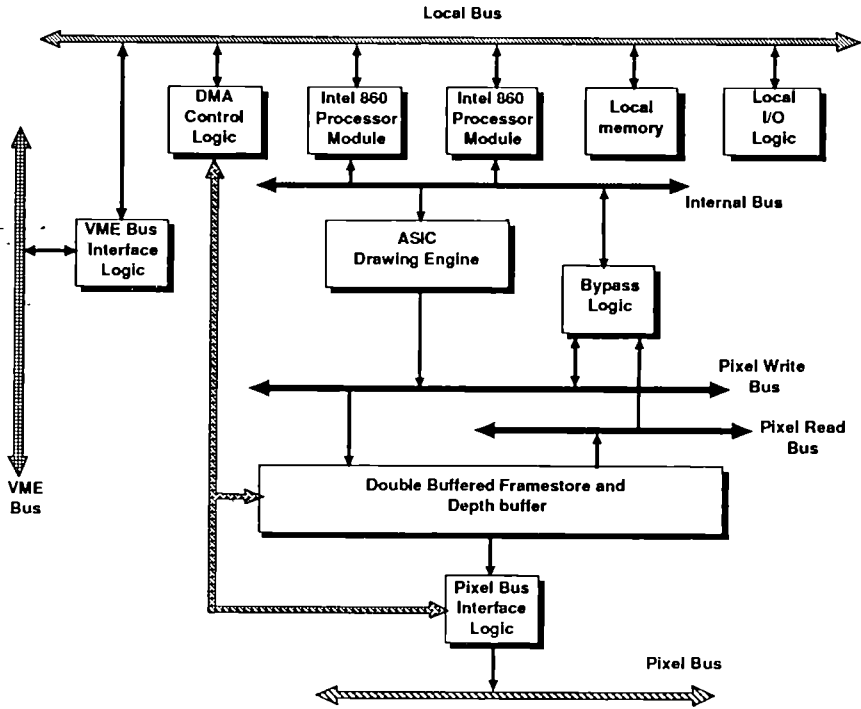 Local Bus
DMA
Control
Logic
Intel 860
Processor
Module
Intel 860
Processor
Module
Local
memory
Local
I/O
Logic
Internal Bus
VME Bus
Interface
Logic
ASIC
Drawing Engine
Bypass
Logic
Pixel Write
Bus
Pixel Read
Bus
VME
Bus
Double Buffered Framestore and
Depth buffer
Pixel Bus
Interface
Logic
Pixel Bus